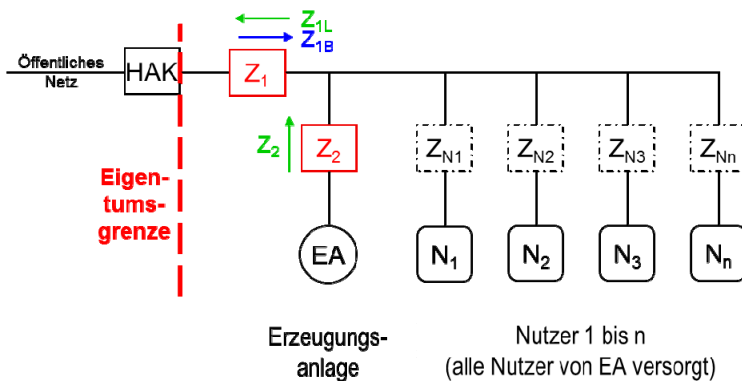 Z1L
Z1B
Öffentliches
Netz
HAK
Z1
Z2
Z2
ZN1
ZN2
ZN3
ZNn
Eigen-
tums-
grenze
EA
N1
N2
N3
Nn
Erzeugungs-
anlage
Nutzer 1 bis n
(alle Nutzer von EA versorgt)